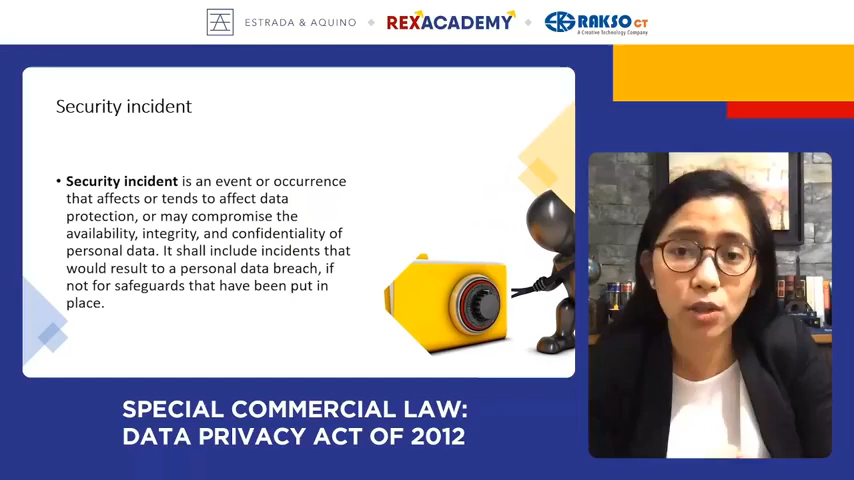 ESTRADA & AQUINO
REXACADEMY
RAKSO CT
A Creative Technology Company
Security incident
• Security incident is an event or occurrence
that affects or tends to affect data
protection, or may compromise the
availability, integrity, and confidentiality of
personal data. It shall include incidents that
would result to a personal data breach, if
not for safeguards that have been put in
place.
SPECIAL COMMERCIAL LAW:
DATA PRIVACY ACT OF 2012